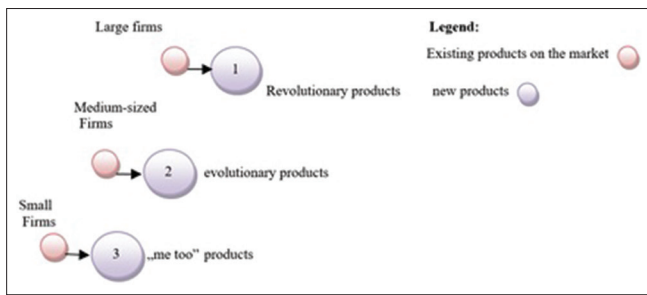 Large firms
1
Revolutionary products
Medium-sized
Firms
2
evolutionary products
Small
Firms
3
„me too” products
Legend:
Existing products on the market
new products